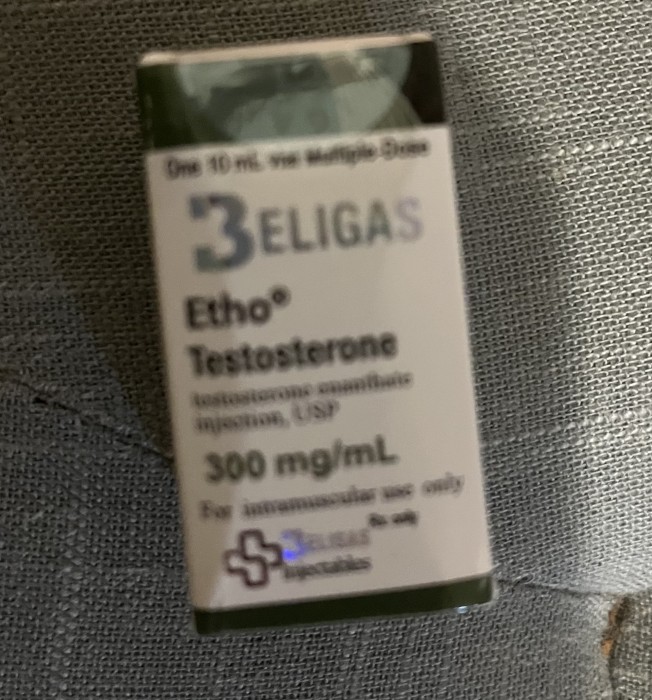 One 10 mL vial Multiple-Dose
BELIGAS
Etho®
Testosterone
testosterone enanthate
injection, USP
300 mg/mL
For intramuscular use only
Rx only
BELIGAS
Injectables